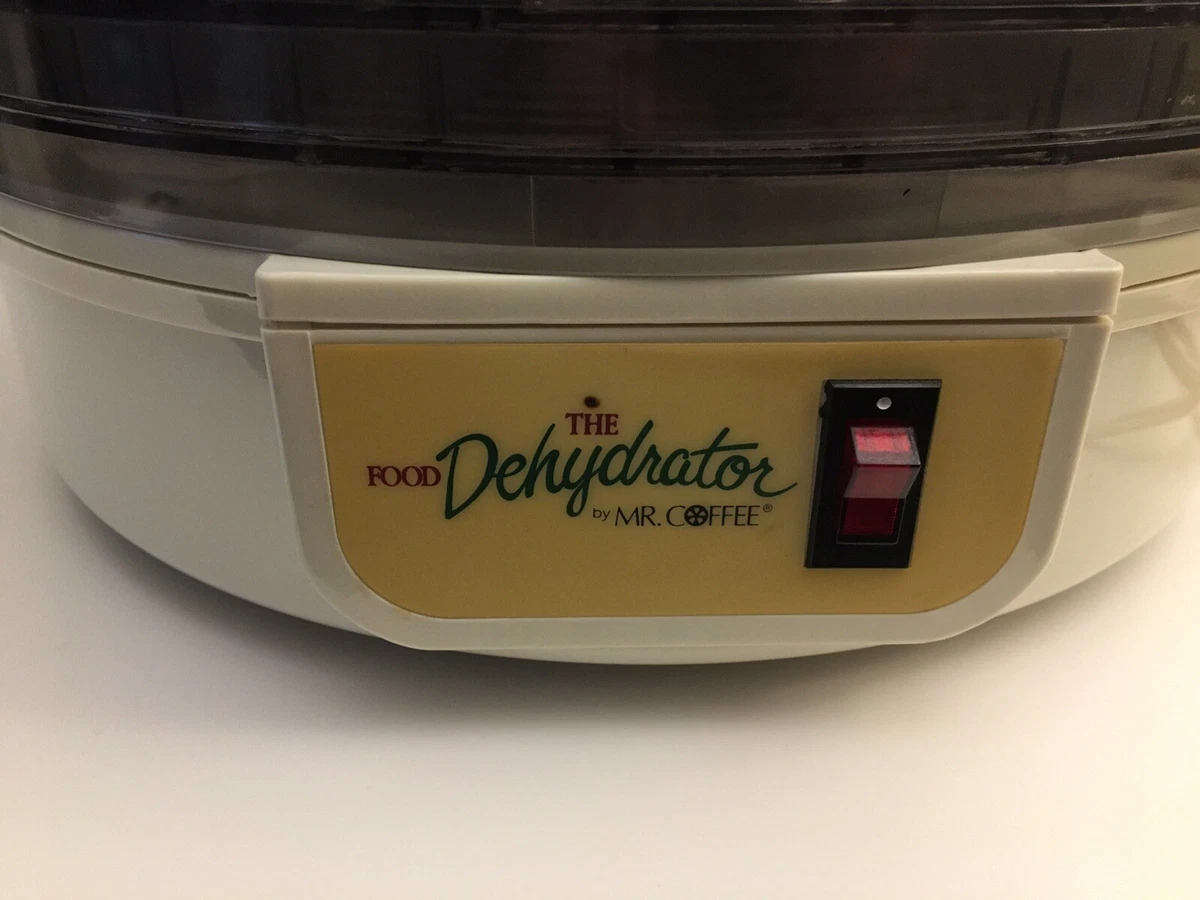 THE
FOOD Dehydrator
by MR. COFFEE®